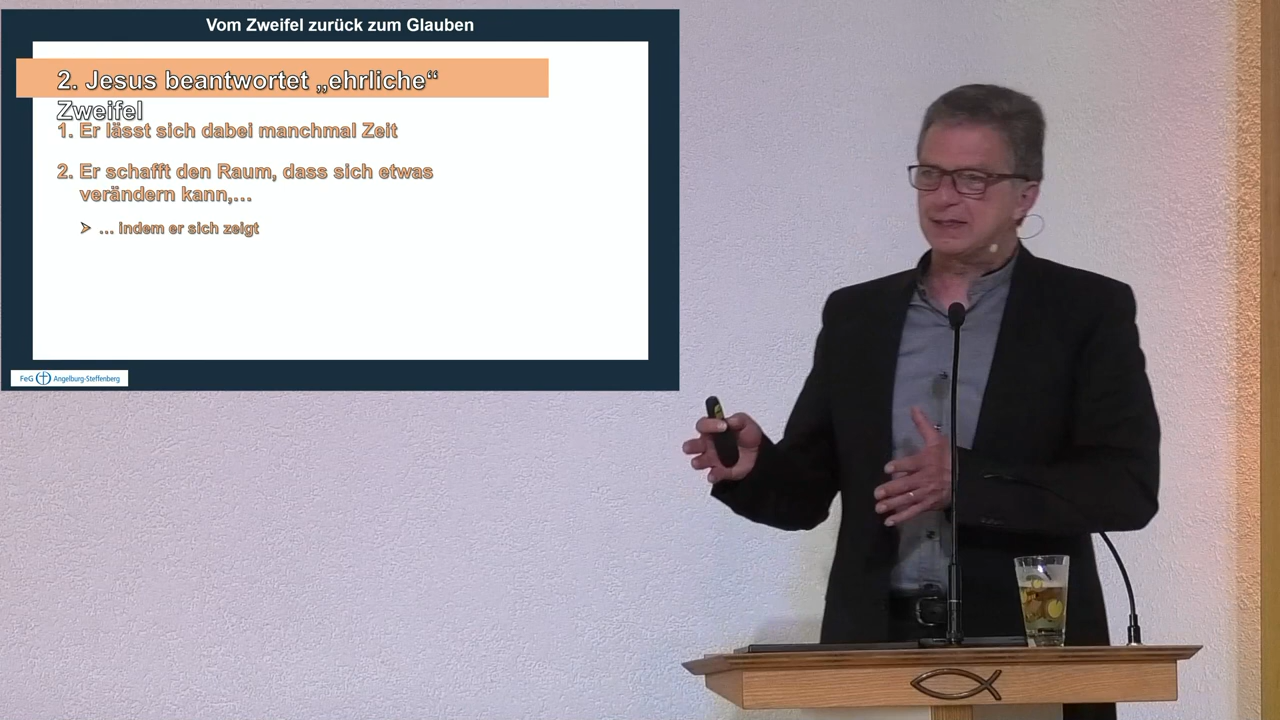 Vom Zweifel zurück zum Glauben
2. Jesus beantwortet „ehrliche“
Zweifel
1. Er lässt sich dabei manchmal Zeit
2. Er schafft den Raum, dass sich etwas
verändern kann,…
➢ … indem er sich zeigt
FeG Angelburg-Steffenberg